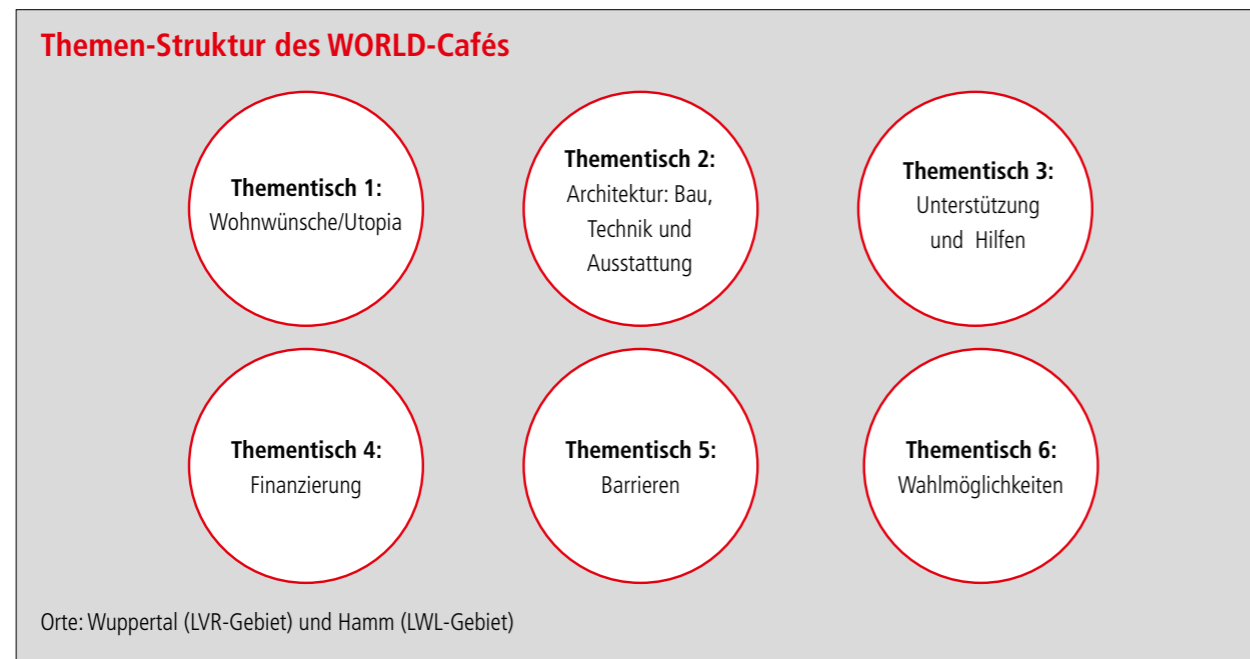 Themen-Struktur des WORLD-Cafés
Thementisch 1:
Wohnwünsche/Utopia
Thementisch 2:
Architektur: Bau,
Technik und
Ausstattung
Thementisch 3:
Unterstützung
und Hilfen
Thementisch 4:
Finanzierung
Thementisch 5:
Barrieren
Thementisch 6:
Wahlmöglichkeiten
Orte: Wuppertal (LVR-Gebiet) und Hamm (LWL-Gebiet)